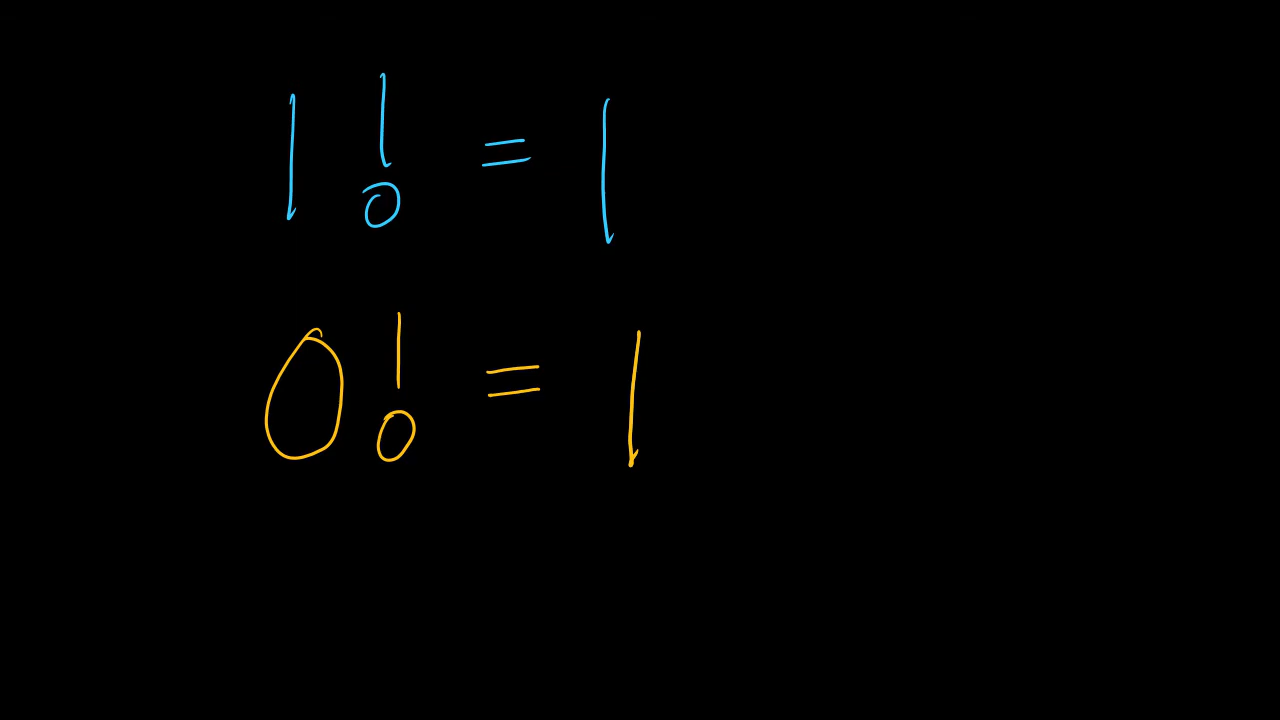 1! = 1
0! = 1